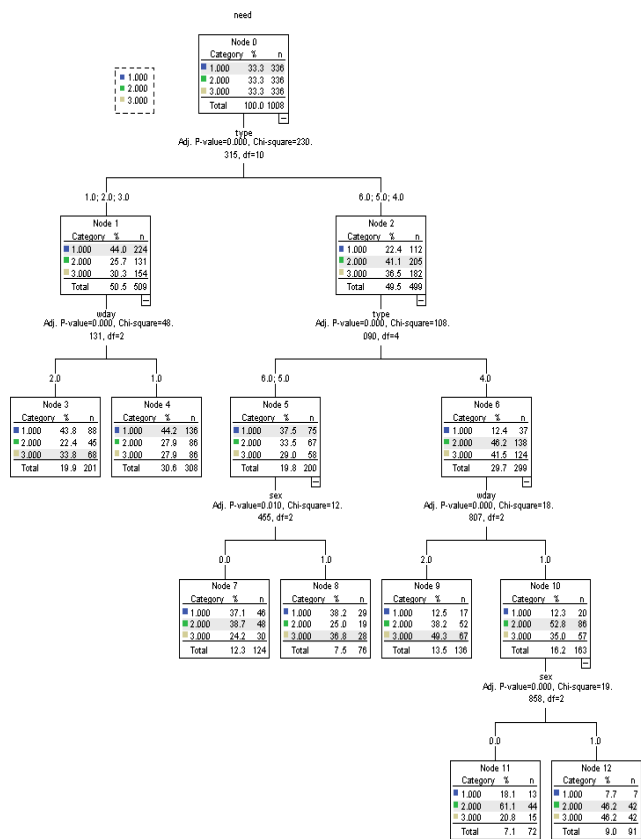 need
Node 0
Category % n
1.000 33.3 336
2.000 33.3 336
3.000 33.3 336
Total 100.0 1008
1.000
2.000
3.000
type
Adj. P-value=0.000, Chi-square=230.
315, df=10
1.0; 2.0; 3.0
6.0; 5.0; 4.0
Node 1
Category % n
1.000 44.0 224
2.000 25.7 131
3.000 30.3 154
Total 50.5 509
Node 2
Category % n
1.000 22.4 112
2.000 41.1 205
3.000 36.5 182
Total 49.5 499
wday
Adj. P-value=0.000, Chi-square=48.
131, df=2
type
Adj. P-value=0.000, Chi-square=108.
090, df=4
2.0
1.0
6.0; 5.0
4.0
Node 3
Category % n
1.000 43.8 88
2.000 22.4 45
3.000 33.8 68
Total 19.9 201
Node 4
Category % n
1.000 44.2 136
2.000 27.9 86
3.000 27.9 86
Total 30.6 308
Node 5
Category % n
1.000 37.5 75
2.000 33.5 67
3.000 29.0 58
Total 19.8 200
Node 6
Category % n
1.000 12.4 37
2.000 46.2 138
3.000 41.5 124
Total 29.7 299
sex
Adj. P-value=0.010, Chi-square=12.
455, df=2
wday
Adj. P-value=0.000, Chi-square=18.
807, df=2
0.0
1.0
2.0
1.0
Node 7
Category % n
1.000 37.1 46
2.000 38.7 48
3.000 24.2 30
Total 12.3 124
Node 8
Category % n
1.000 38.2 29
2.000 25.0 19
3.000 36.8 28
Total 7.5 76
Node 9
Category % n
1.000 12.5 17
2.000 38.2 52
3.000 49.3 67
Total 13.5 136
Node 10
Category % n
1.000 12.3 20
2.000 52.8 86
3.000 35.0 57
Total 16.2 163
sex
Adj. P-value=0.000, Chi-square=19.
858, df=2
0.0
1.0
Node 11
Category % n
1.000 18.1 13
2.000 61.1 44
3.000 20.8 15
Total 7.1 72
Node 12
Category % n
1.000 7.7 7
2.000 46.2 42
3.000 46.2 42
Total 9.0 91